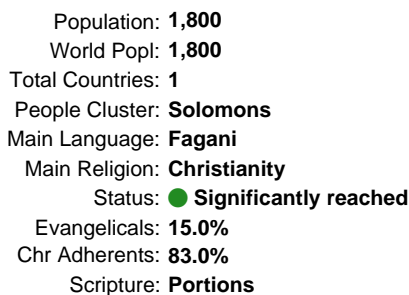 Population: 1,800
World Popl: 1,800
Total Countries: 1
People Cluster: Solomons
Main Language: Fagani
Main Religion: Christianity
Status: Significantly reached
Evangelicals: 15.0%
Chr Adherents: 83.0%
Scripture: Portions